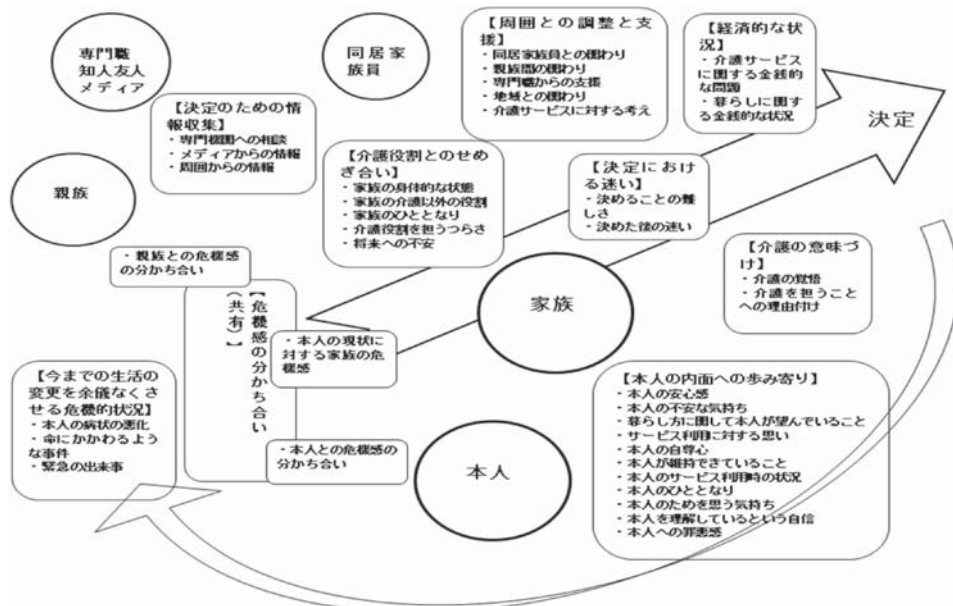 専門職
知人友人
メディア
同居家
族員
【周囲との調整と支
援】
・同居家族員との関わり
・親族間の関わり
・専門職からの支援
・地域との関わり
・介護サービスに対する考え
【経済的な状
況】
・介護サービス
に関する金銭的
な問題
・暮らしに関す
る金銭的な状況
決定
【決定のための情
報収集】
・専門機関への相談
・メディアからの情報
・周囲からの情報
親族
【介護役割とのせめ
ぎ合い】
・家族の身体的な状態
・家族の介護以外の役割
・家族のひととなり
・介護役割を担うつらさ
・将来への不安
【決定におけ
る迷い】
・決めることの難
しさ
・決めた後の迷い
【介護の意味づ
け】
・介護の覚悟
・介護を担うこと
への理由付け
・親族との危機感
の分かち合い
【危機感の分かち合い
(共有)】
家族
・本人の現状に
対する家族の危
機感
・本人との危機感の
分かち合い
【今までの生活の
変更を余儀なくさ
せる危機的状況】
・本人の病状の悪化
・命にかかわるよう
な事件
・緊急の出来事
本人
【本人の内面への歩み寄り】
・本人の安心感
・本人の不安な気持ち
・暮らし方に関して本人が望んでいること
・サービス利用に対する思い
・本人の自尊心
・本人が維持できていること
・本人のサービス利用時の状況
・本人のひととなり
・本人のためを思う気持ち
・本人を理解しているという自信
・本人への罪悪感